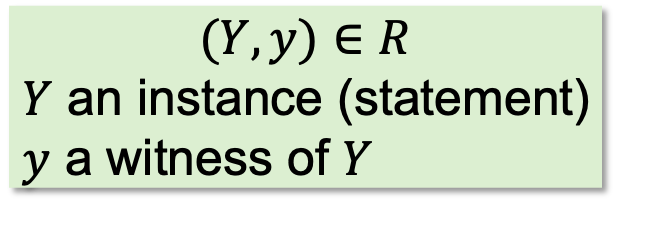 (Y, y) ∈ R
Y an instance (statement)
y a witness of Y